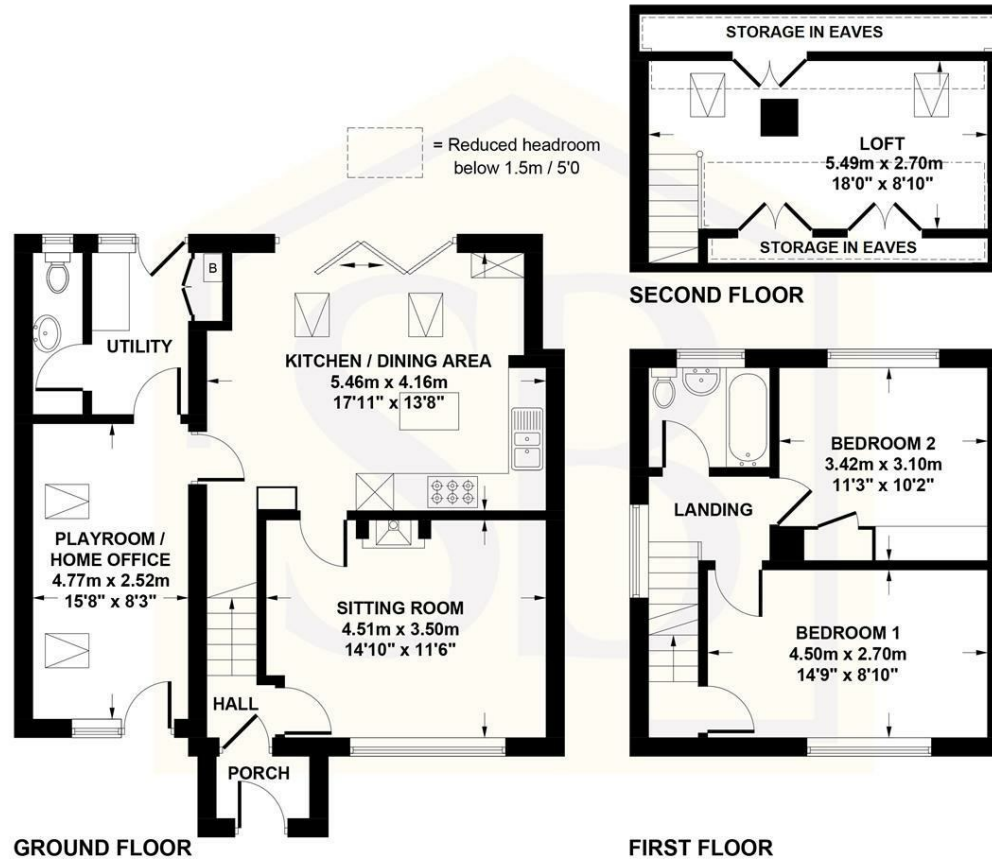 = Reduced headroom
below 1.5m / 5'0
B
UTILITY
KITCHEN / DINING AREA
5.46m x 4.16m
17'11" x 13'8"
PLAYROOM /
HOME OFFICE
4.77m x 2.52m
15'8" x 8'3"
SITTING ROOM
4.51m x 3.50m
14'10" x 11'6"
HALL
PORCH
GROUND FLOOR
STORAGE IN EAVES
LOFT
5.49m x 2.70m
18'0" x 8'10"
STORAGE IN EAVES
SECOND FLOOR
BEDROOM 2
3.42m x 3.10m
11'3" x 10'2"
LANDING
BEDROOM 1
4.50m x 2.70m
14'9" x 8'10"
FIRST FLOOR
SB